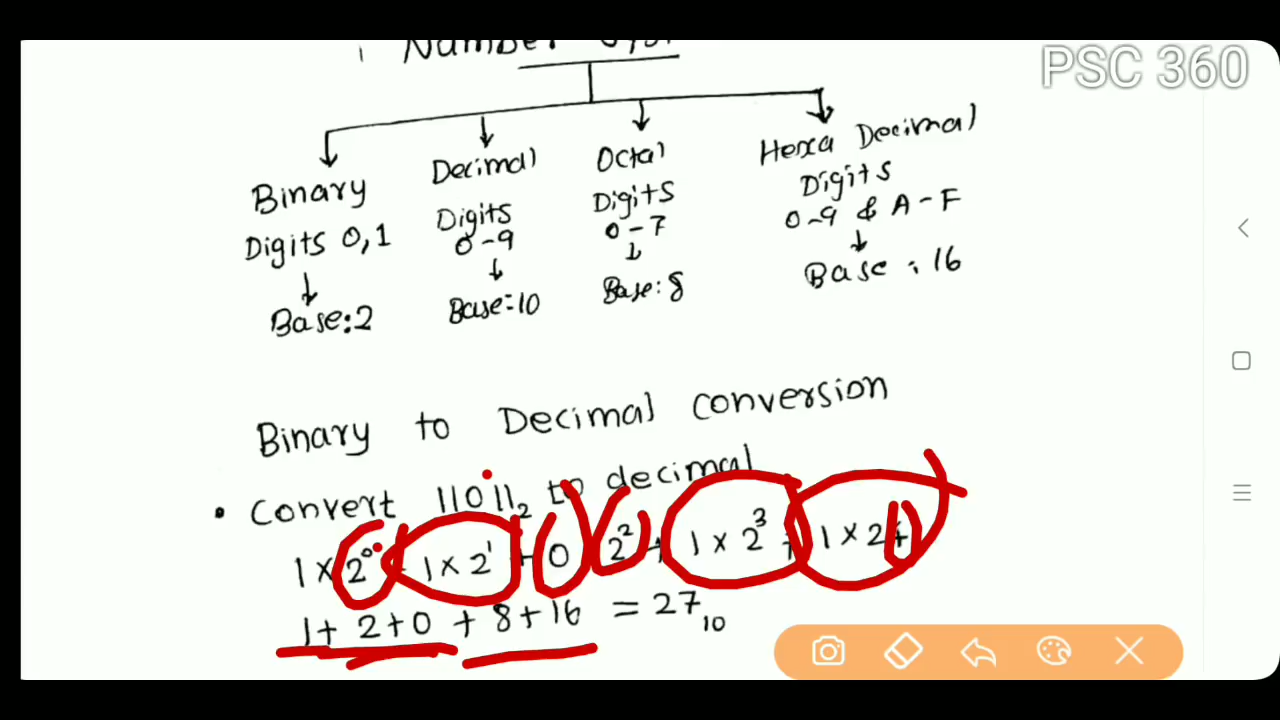 PSC 360
Number
Binary Decimal Octal Hexa Decimal
Digits 0,1 Digits 0-9 Digits 0-7 Digits 0-9 & A-F
Base:2 Base:10 Base:8 Base : 16
Binary to Decimal conversion
• Convert 11011₂ to decimal
1 × 2⁰ + 1 × 2¹ + 0 2² + 1 × 2³ + 1 × 2⁴
1 + 2 + 0 + 8 + 16 = 27₁₀